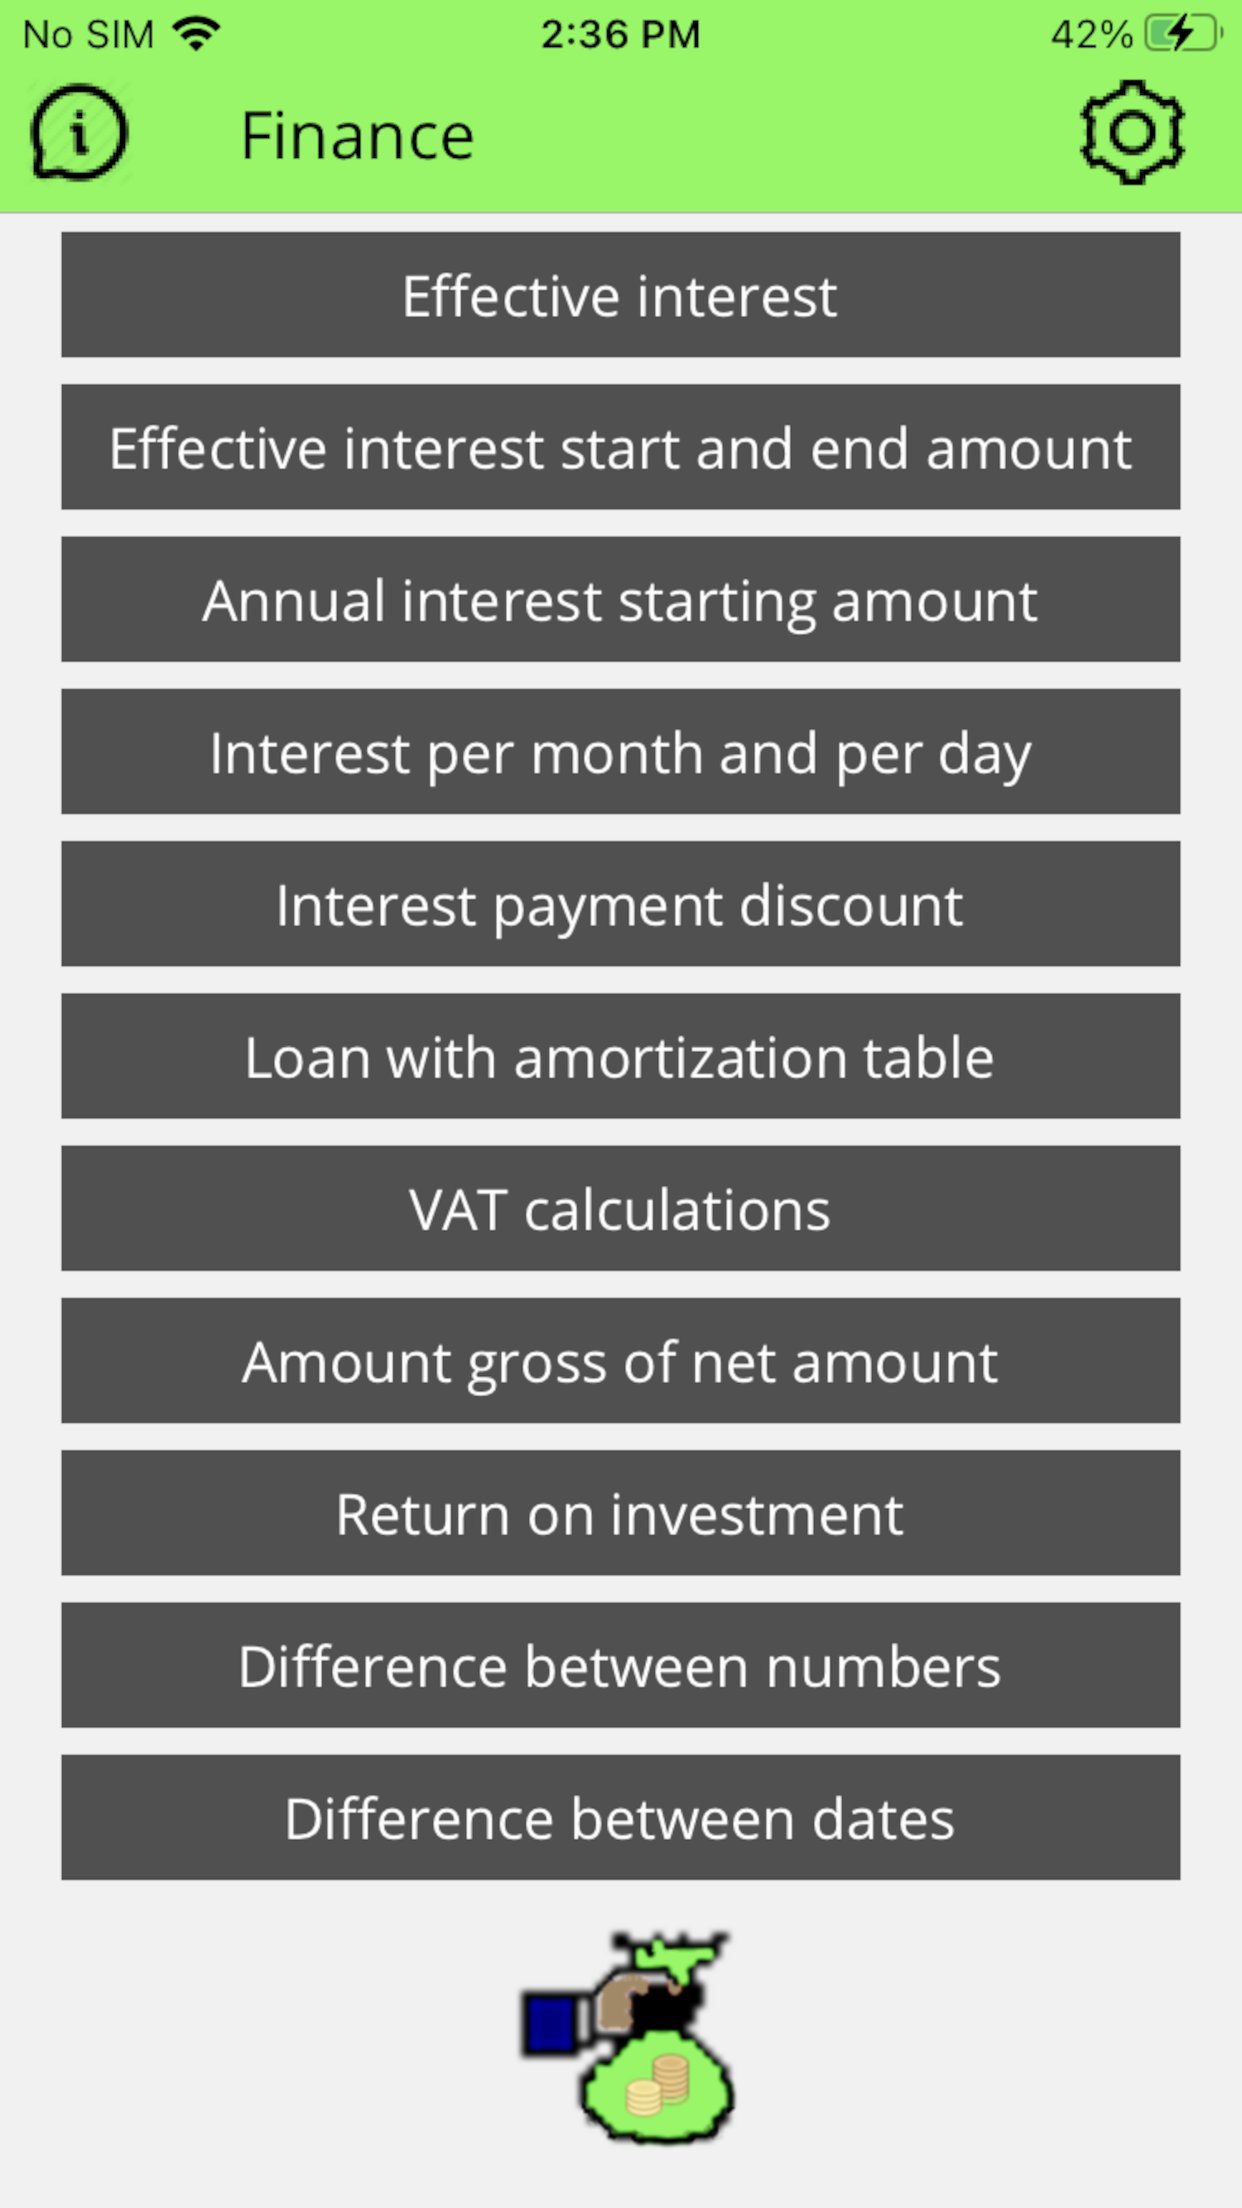 No SIM 2:36 PM 42%
Finance
Effective interest
Effective interest start and end amount
Annual interest starting amount
Interest per month and per day
Interest payment discount
Loan with amortization table
VAT calculations
Amount gross of net amount
Return on investment
Difference between numbers
Difference between dates